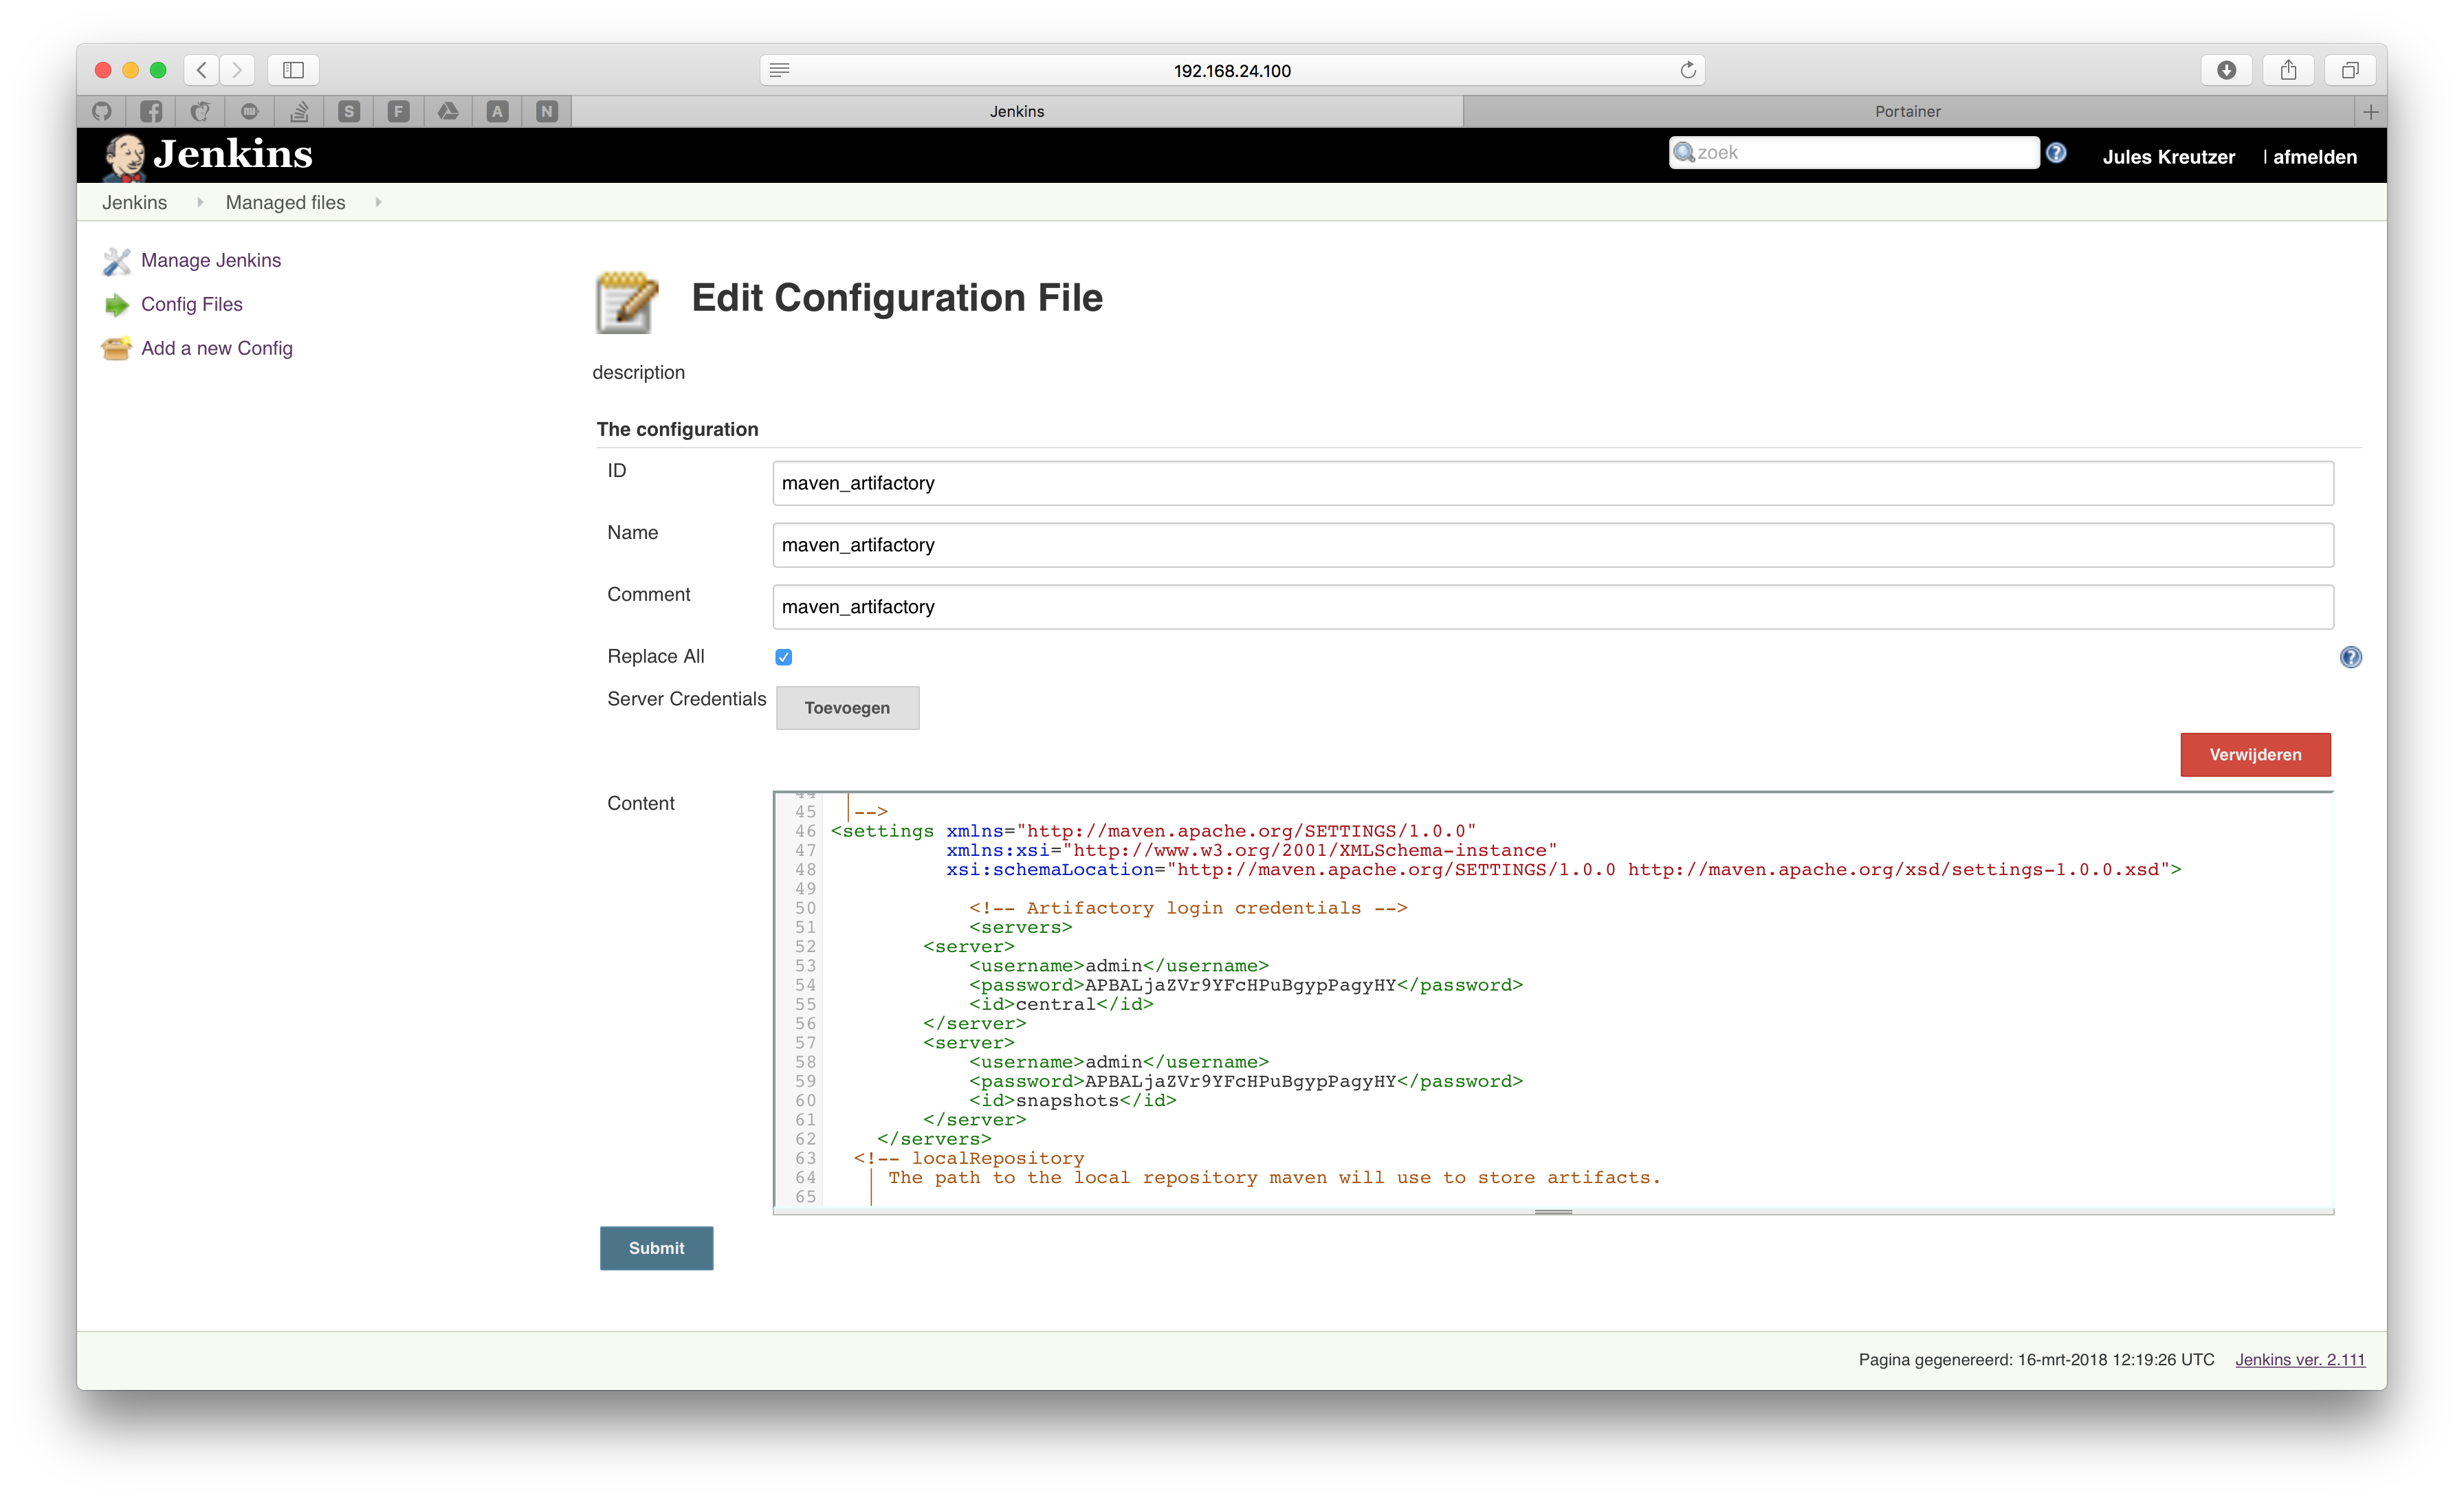 192.168.24.100
S F A N Jenkins Portainer
Jenkins zoek Jules Kreutzer | afmelden
Jenkins Managed files
Manage Jenkins
Config Files
Add a new Config
Edit Configuration File
description
The configuration
ID maven_artifactory
Name maven_artifactory
Comment maven_artifactory
Replace All
Server Credentials Toevoegen
Verwijderen
Content
44
45 |-->
46 <settings xmlns="http://maven.apache.org/SETTINGS/1.0.0"
47 xmlns:xsi="http://www.w3.org/2001/XMLSchema-instance"
48 xsi:schemaLocation="http://maven.apache.org/SETTINGS/1.0.0 http://maven.apache.org/xsd/settings-1.0.0.xsd">
49
50 <!-- Artifactory login credentials -->
51 <servers>
52 <server>
53 <username>admin</username>
54 <password>APBALjaZVr9YFcHPuBgypPagyHY</password>
55 <id>central</id>
56 </server>
57 <server>
58 <username>admin</username>
59 <password>APBALjaZVr9YFcHPuBgypPagyHY</password>
60 <id>snapshots</id>
61 </server>
62 </servers>
63 <!-- localRepository
64 | The path to the local repository maven will use to store artifacts.
65 |
Submit
Pagina gegenereerd: 16-mrt-2018 12:19:26 UTC Jenkins ver. 2.111